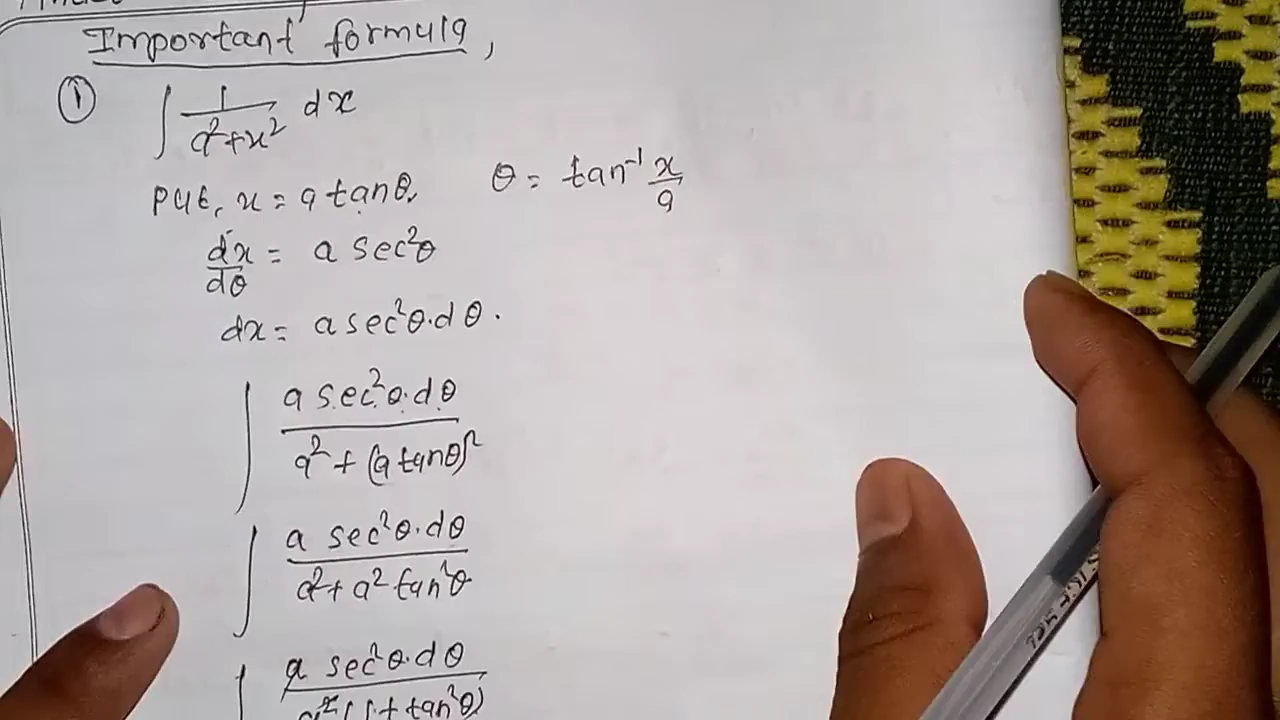 Important formula,
① ∫ 1/(a²+x²) dx
put, x = a tanθ, θ = tan⁻¹ x/a
dx/dθ = a sec²θ
dx = a sec²θ·dθ.
∫ a sec²θ·dθ / (a² + (a tanθ)²)
∫ a sec²θ·dθ / (a² + a² tan²θ)
∫ a sec²θ·dθ / (a² (1 + tan²θ))